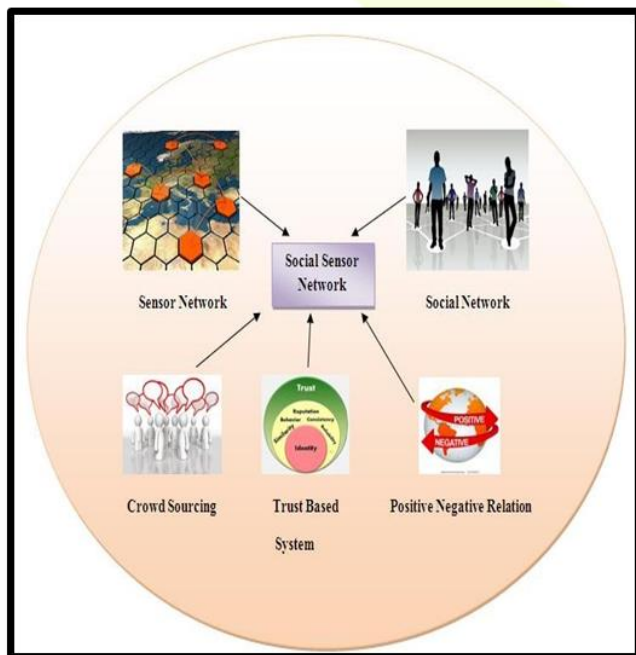 Social Sensor
Network
Sensor Network
Social Network
Trust
Reputation
Behavior Consistency
Similarity
Identity
POSITIVE
NEGATIVE
Crowd Sourcing
Trust Based
System
Positive Negative Relation